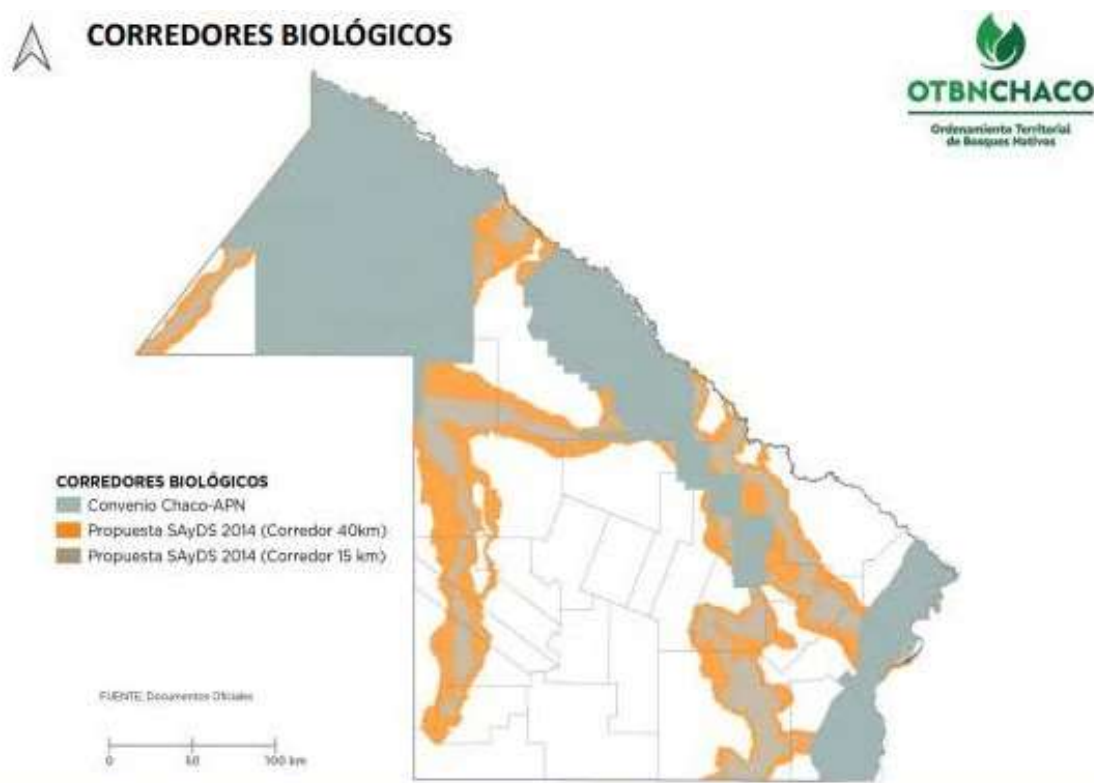 CORREDORES BIOLÓGICOS
OTBNCHACO
Ordenamiento Territorial
de Bosques Nativos
CORREDORES BIOLÓGICOS
Convenio Chaco-APN
Propuesta SAyDS 2014 (Corredor 40km)
Propuesta SAyDS 2014 (Corredor 15 km)
FUENTE: Documentos Oficiales
0 50 100 km